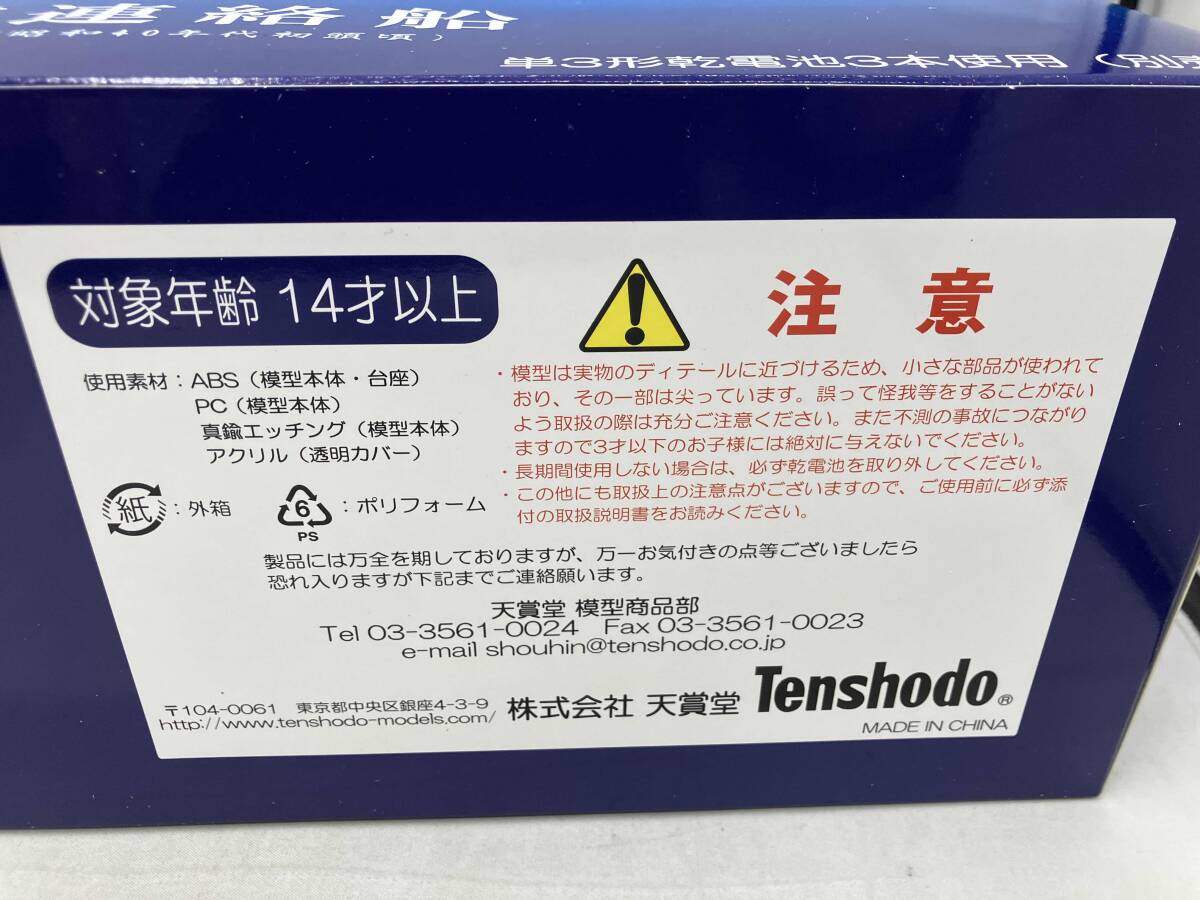 連絡船
昭和40年代初頭頃）
単3形乾電池3本使用（別
対象年齢 14才以上
注意
使用素材：ABS（模型本体・台座）
PC（模型本体）
真鍮エッチング（模型本体）
アクリル（透明カバー）
・模型は実物のディテールに近づけるため、小さな部品が使われて
おり、その一部は尖っています。誤って怪我等をすることがない
よう取扱の際は充分ご注意ください。また不測の事故につながり
ますので3才以下のお子様には絶対に与えないでください。
・長期間使用しない場合は、必ず乾電池を取り外してください。
・この他にも取扱上の注意点がございますので、ご使用前に必ず添
付の取扱説明書をお読みください。
紙：外箱
6 PS：ポリフォーム
製品には万全を期しておりますが、万一お気付きの点等ございましたら
恐れ入りますが下記までご連絡願います。
天賞堂 模型商品部
Tel 03-3561-0024 Fax 03-3561-0023
e-mail shouhin@tenshodo.co.jp
〒104-0061 東京都中央区銀座4-3-9
http://www.tenshodo-models.com/
株式会社 天賞堂 Tenshodo®
MADE IN CHINA